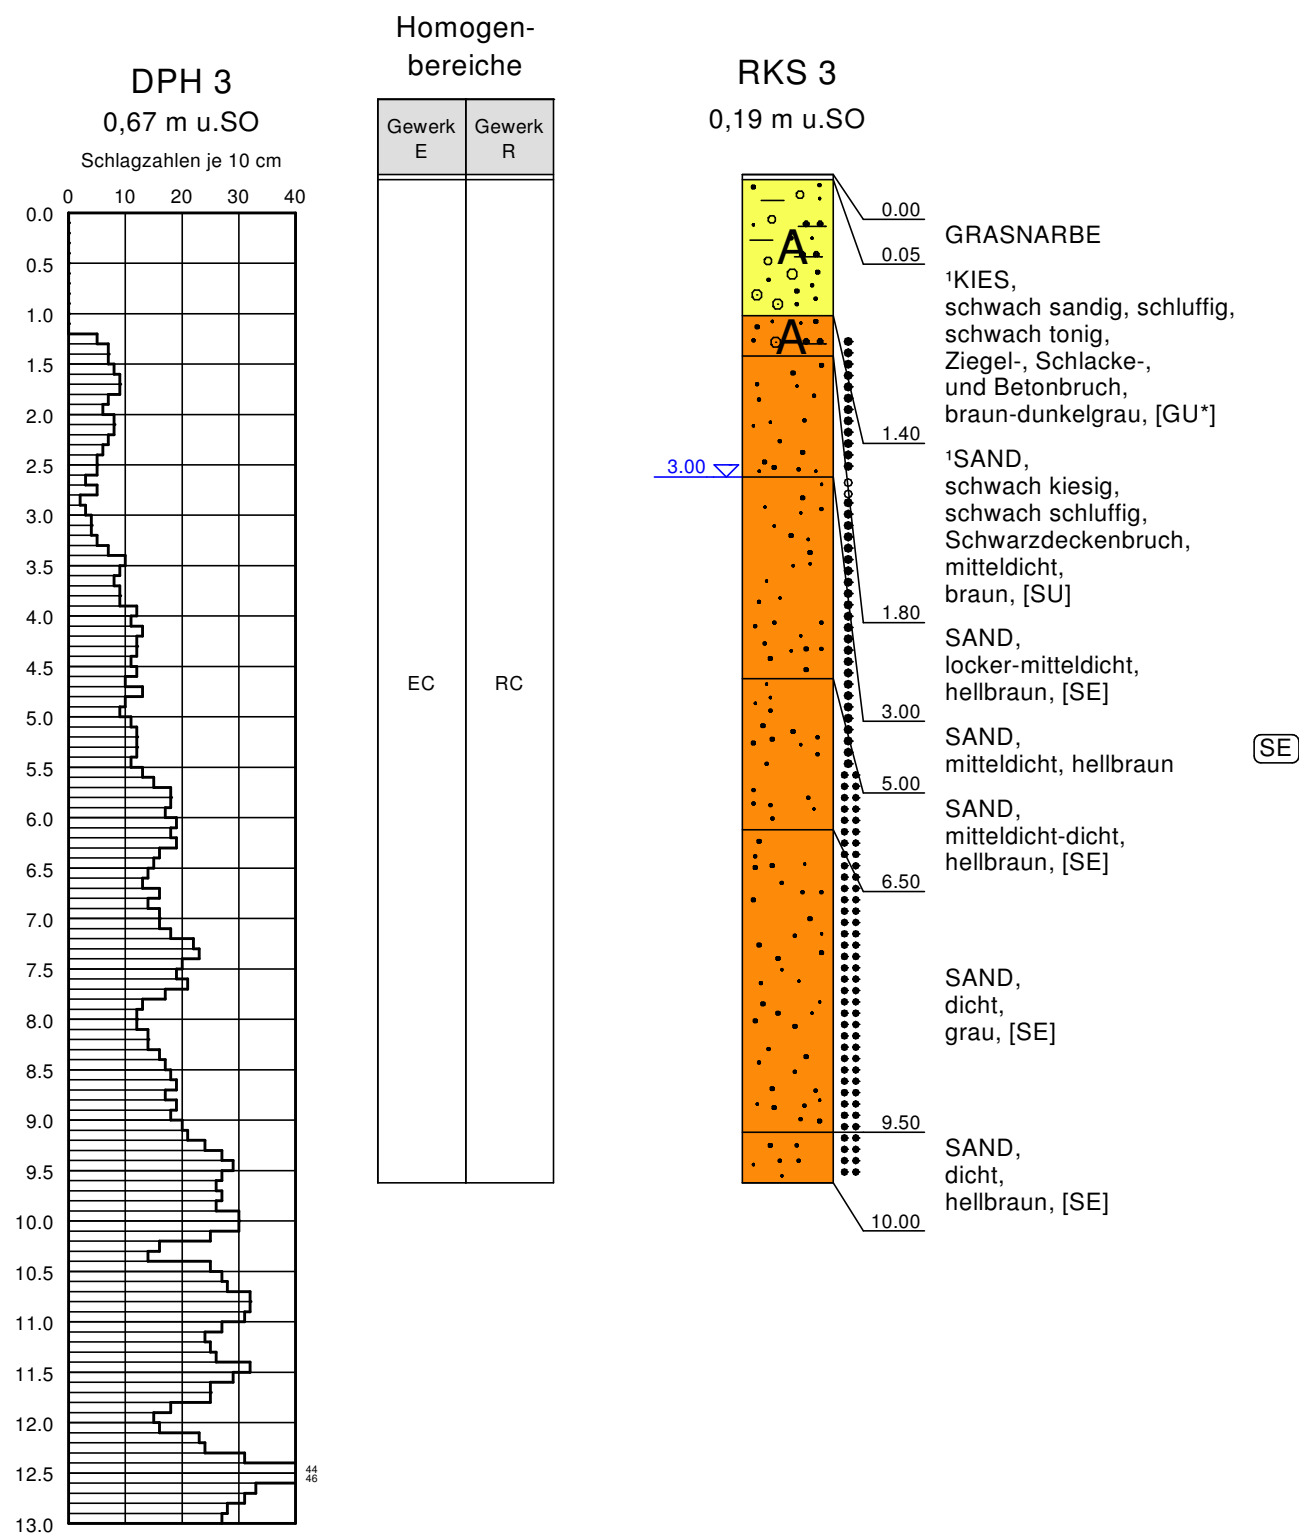 Homogen-
bereiche
DPH 3
0,67 m u.SO
Schlagzahlen je 10 cm
0 10 20 30 40
0.0
0.5
1.0
1.5
2.0
2.5
3.0
3.5
4.0
4.5
5.0
5.5
6.0
6.5
7.0
7.5
8.0
8.5
9.0
9.5
10.0
10.5
11.0
11.5
12.0
12.5
13.0
44
46
Gewerk E
Gewerk R
EC RC
RKS 3
0,19 m u.SO
A
A
3.00
0.00
GRASNARBE
0.05
¹KIES,
schwach sandig, schluffig,
schwach tonig,
Ziegel-, Schlacke-,
und Betonbruch,
braun-dunkelgrau, [GU*]
1.40
¹SAND,
schwach kiesig,
schwach schluffig,
Schwarzdeckenbruch,
mitteldicht,
braun, [SU]
1.80
SAND,
locker-mitteldicht,
hellbraun, [SE]
3.00
SAND,
mitteldicht, hellbraun
SE
5.00
SAND,
mitteldicht-dicht,
hellbraun, [SE]
6.50
SAND,
dicht,
grau, [SE]
9.50
SAND,
dicht,
hellbraun, [SE]
10.00